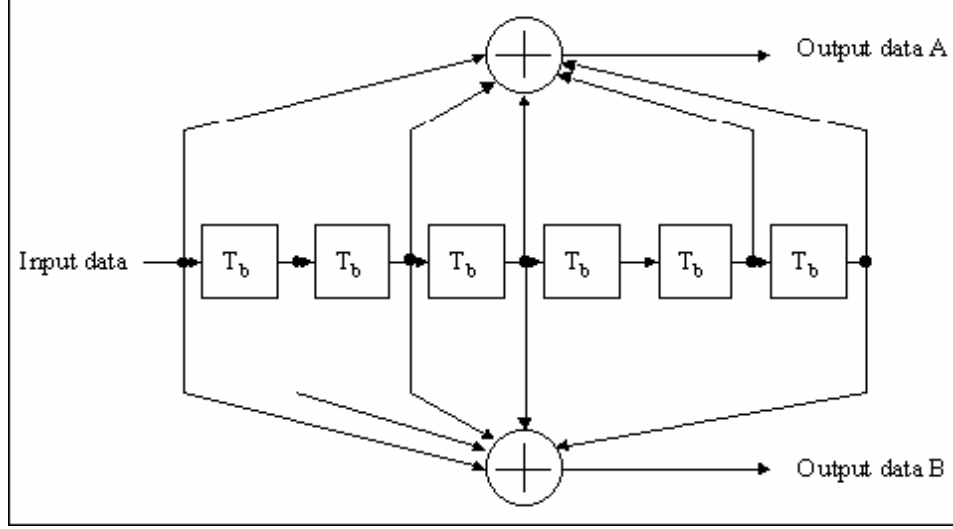 Output data A
Input data
T_b
T_b
T_b
T_b
T_b
T_b
Output data B